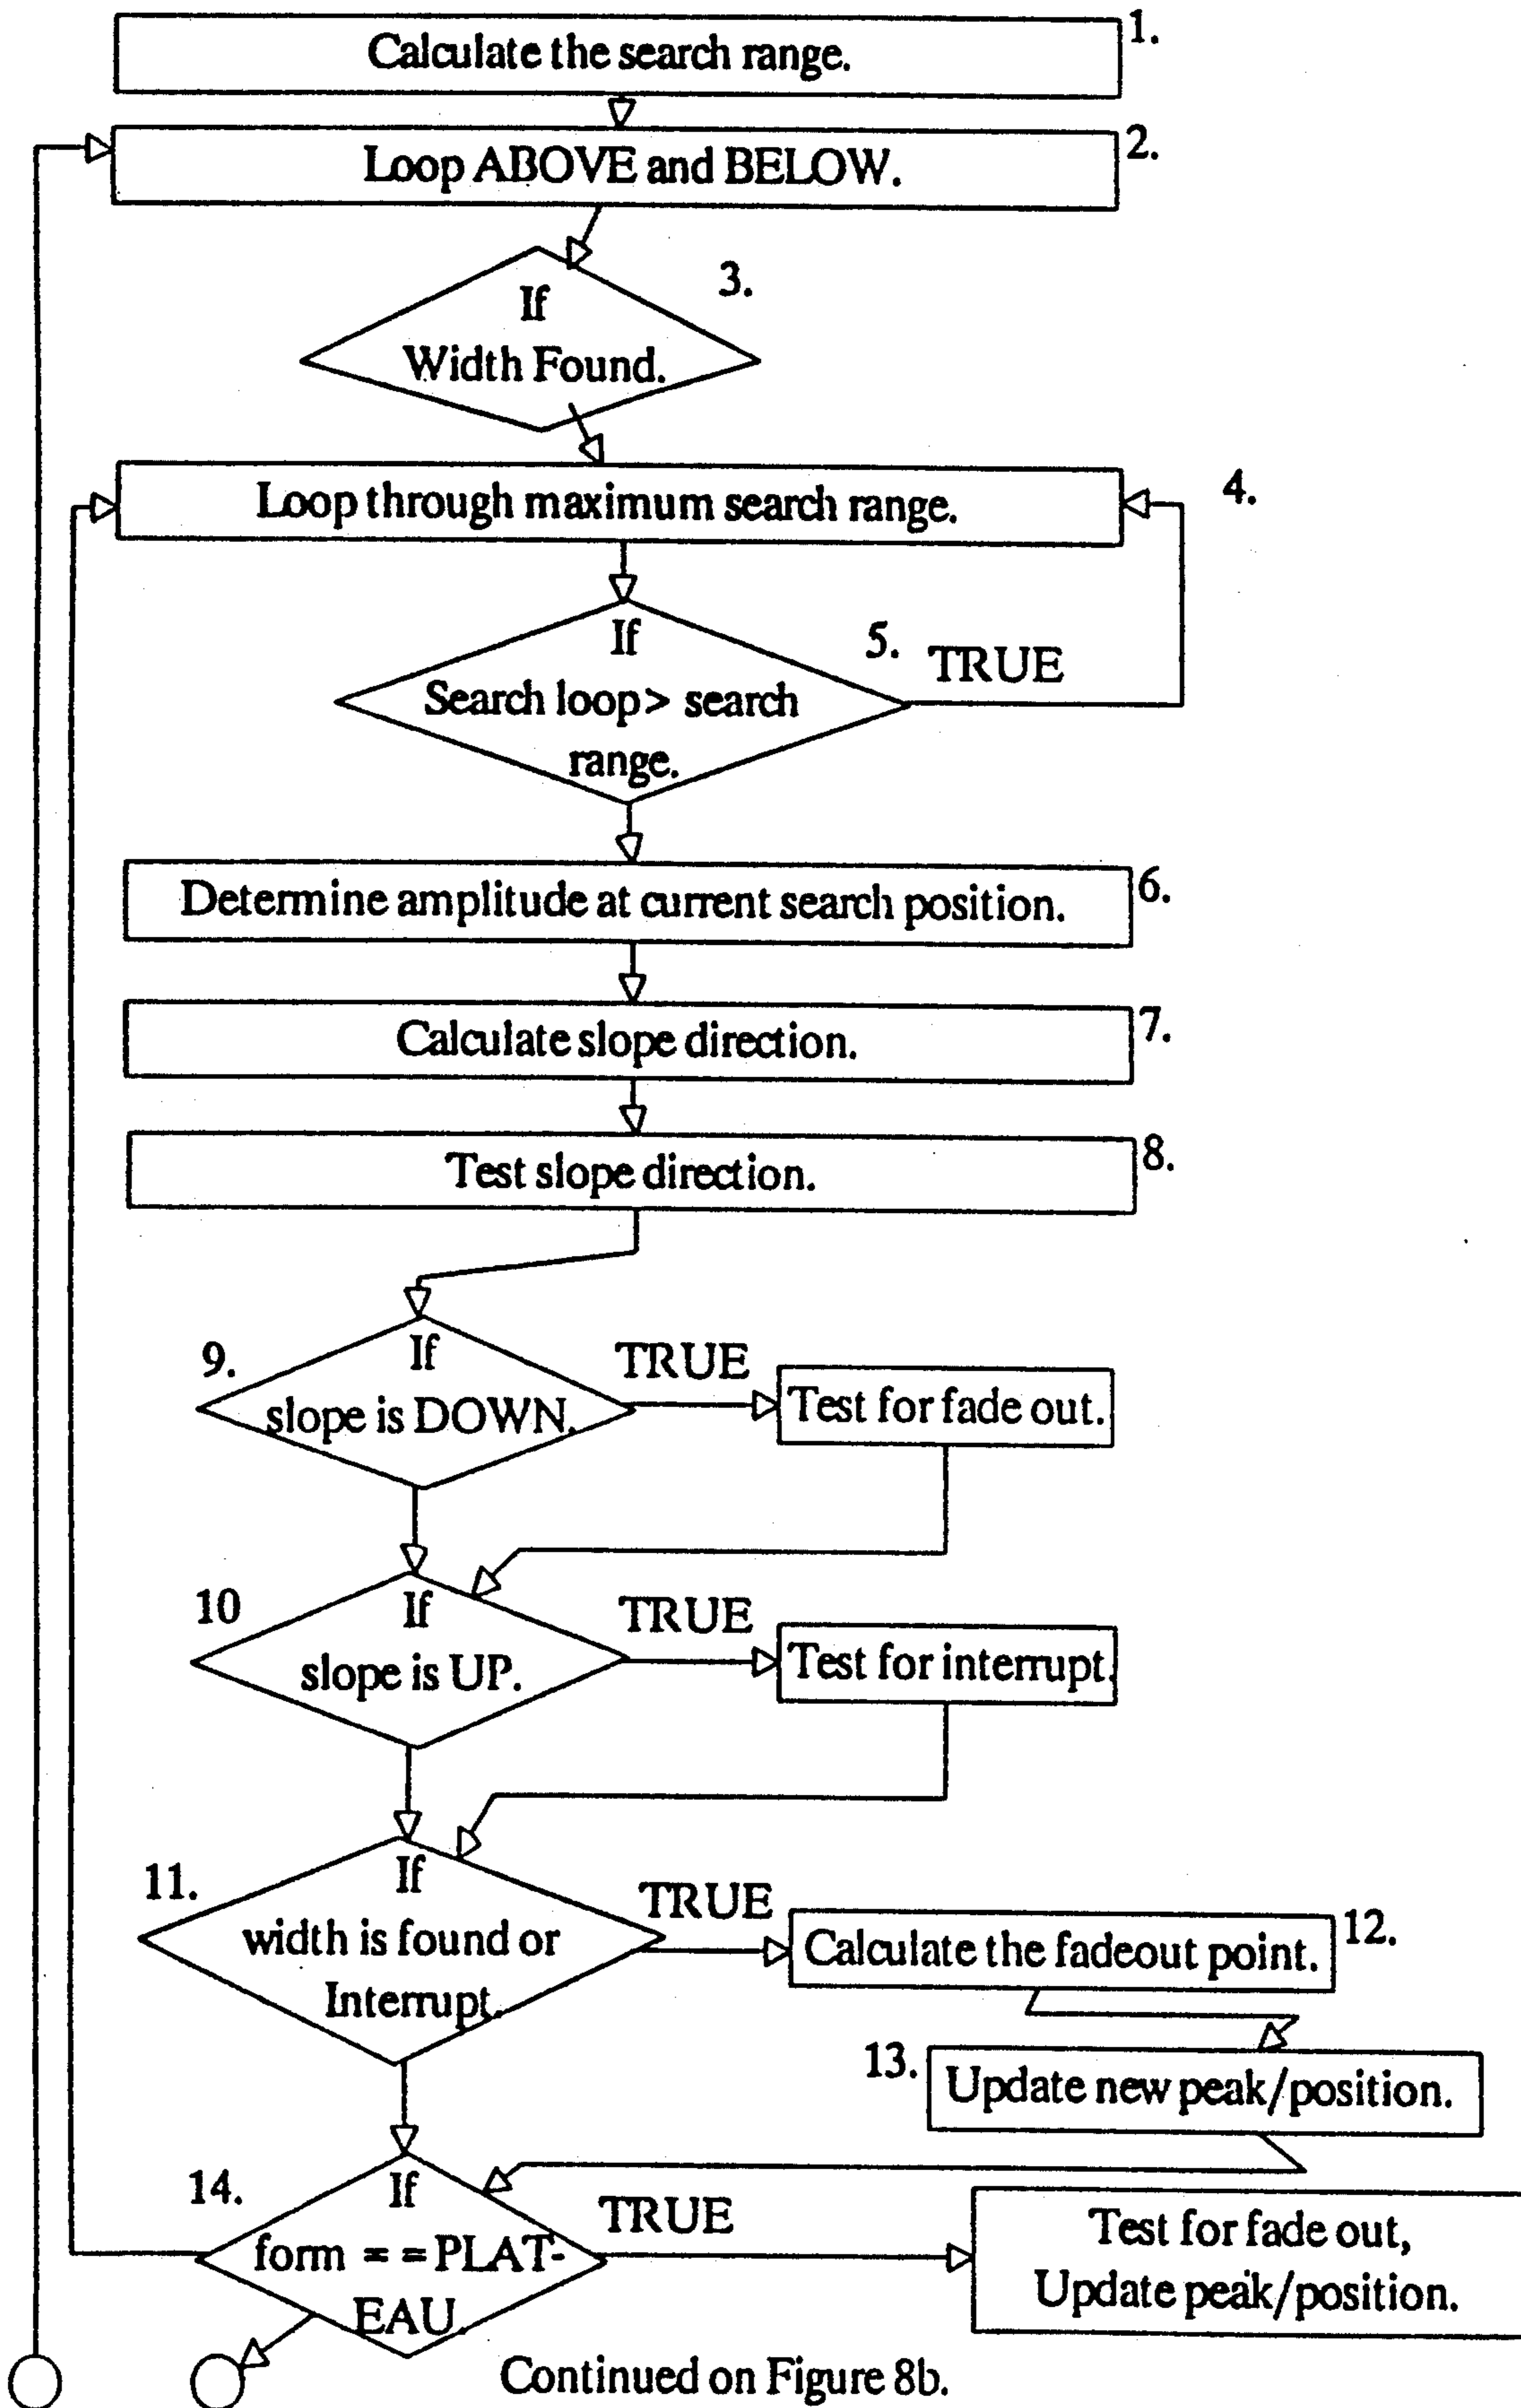 1.
Calculate the search range.
2.
Loop ABOVE and BELOW.
3.
If
Width Found.
4.
Loop through maximum search range.
5.
If
Search loop> search
range.
TRUE
6.
Determine amplitude at current search position.
7.
Calculate slope direction.
8.
Test slope direction.
9.
If
slope is DOWN.
TRUE
Test for fade out.
10
If
slope is UP.
TRUE
Test for interrupt.
11.
If
width is found or
Interrupt.
TRUE
Calculate the fadeout point.
12.
13.
Update new peak/position.
14.
If
form = = PLAT-
EAU.
TRUE
Test for fade out,
Update peak/position.
Continued on Figure 8b.